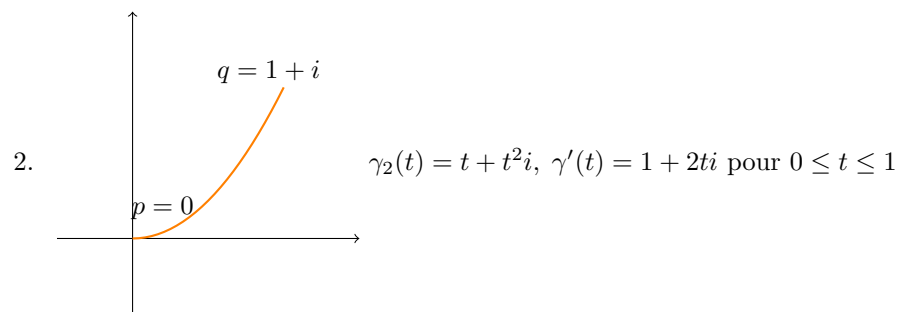 q = 1 + i
2.
γ₂(t) = t + t²i, γ′(t) = 1 + 2ti pour 0 ≤ t ≤ 1
p = 0